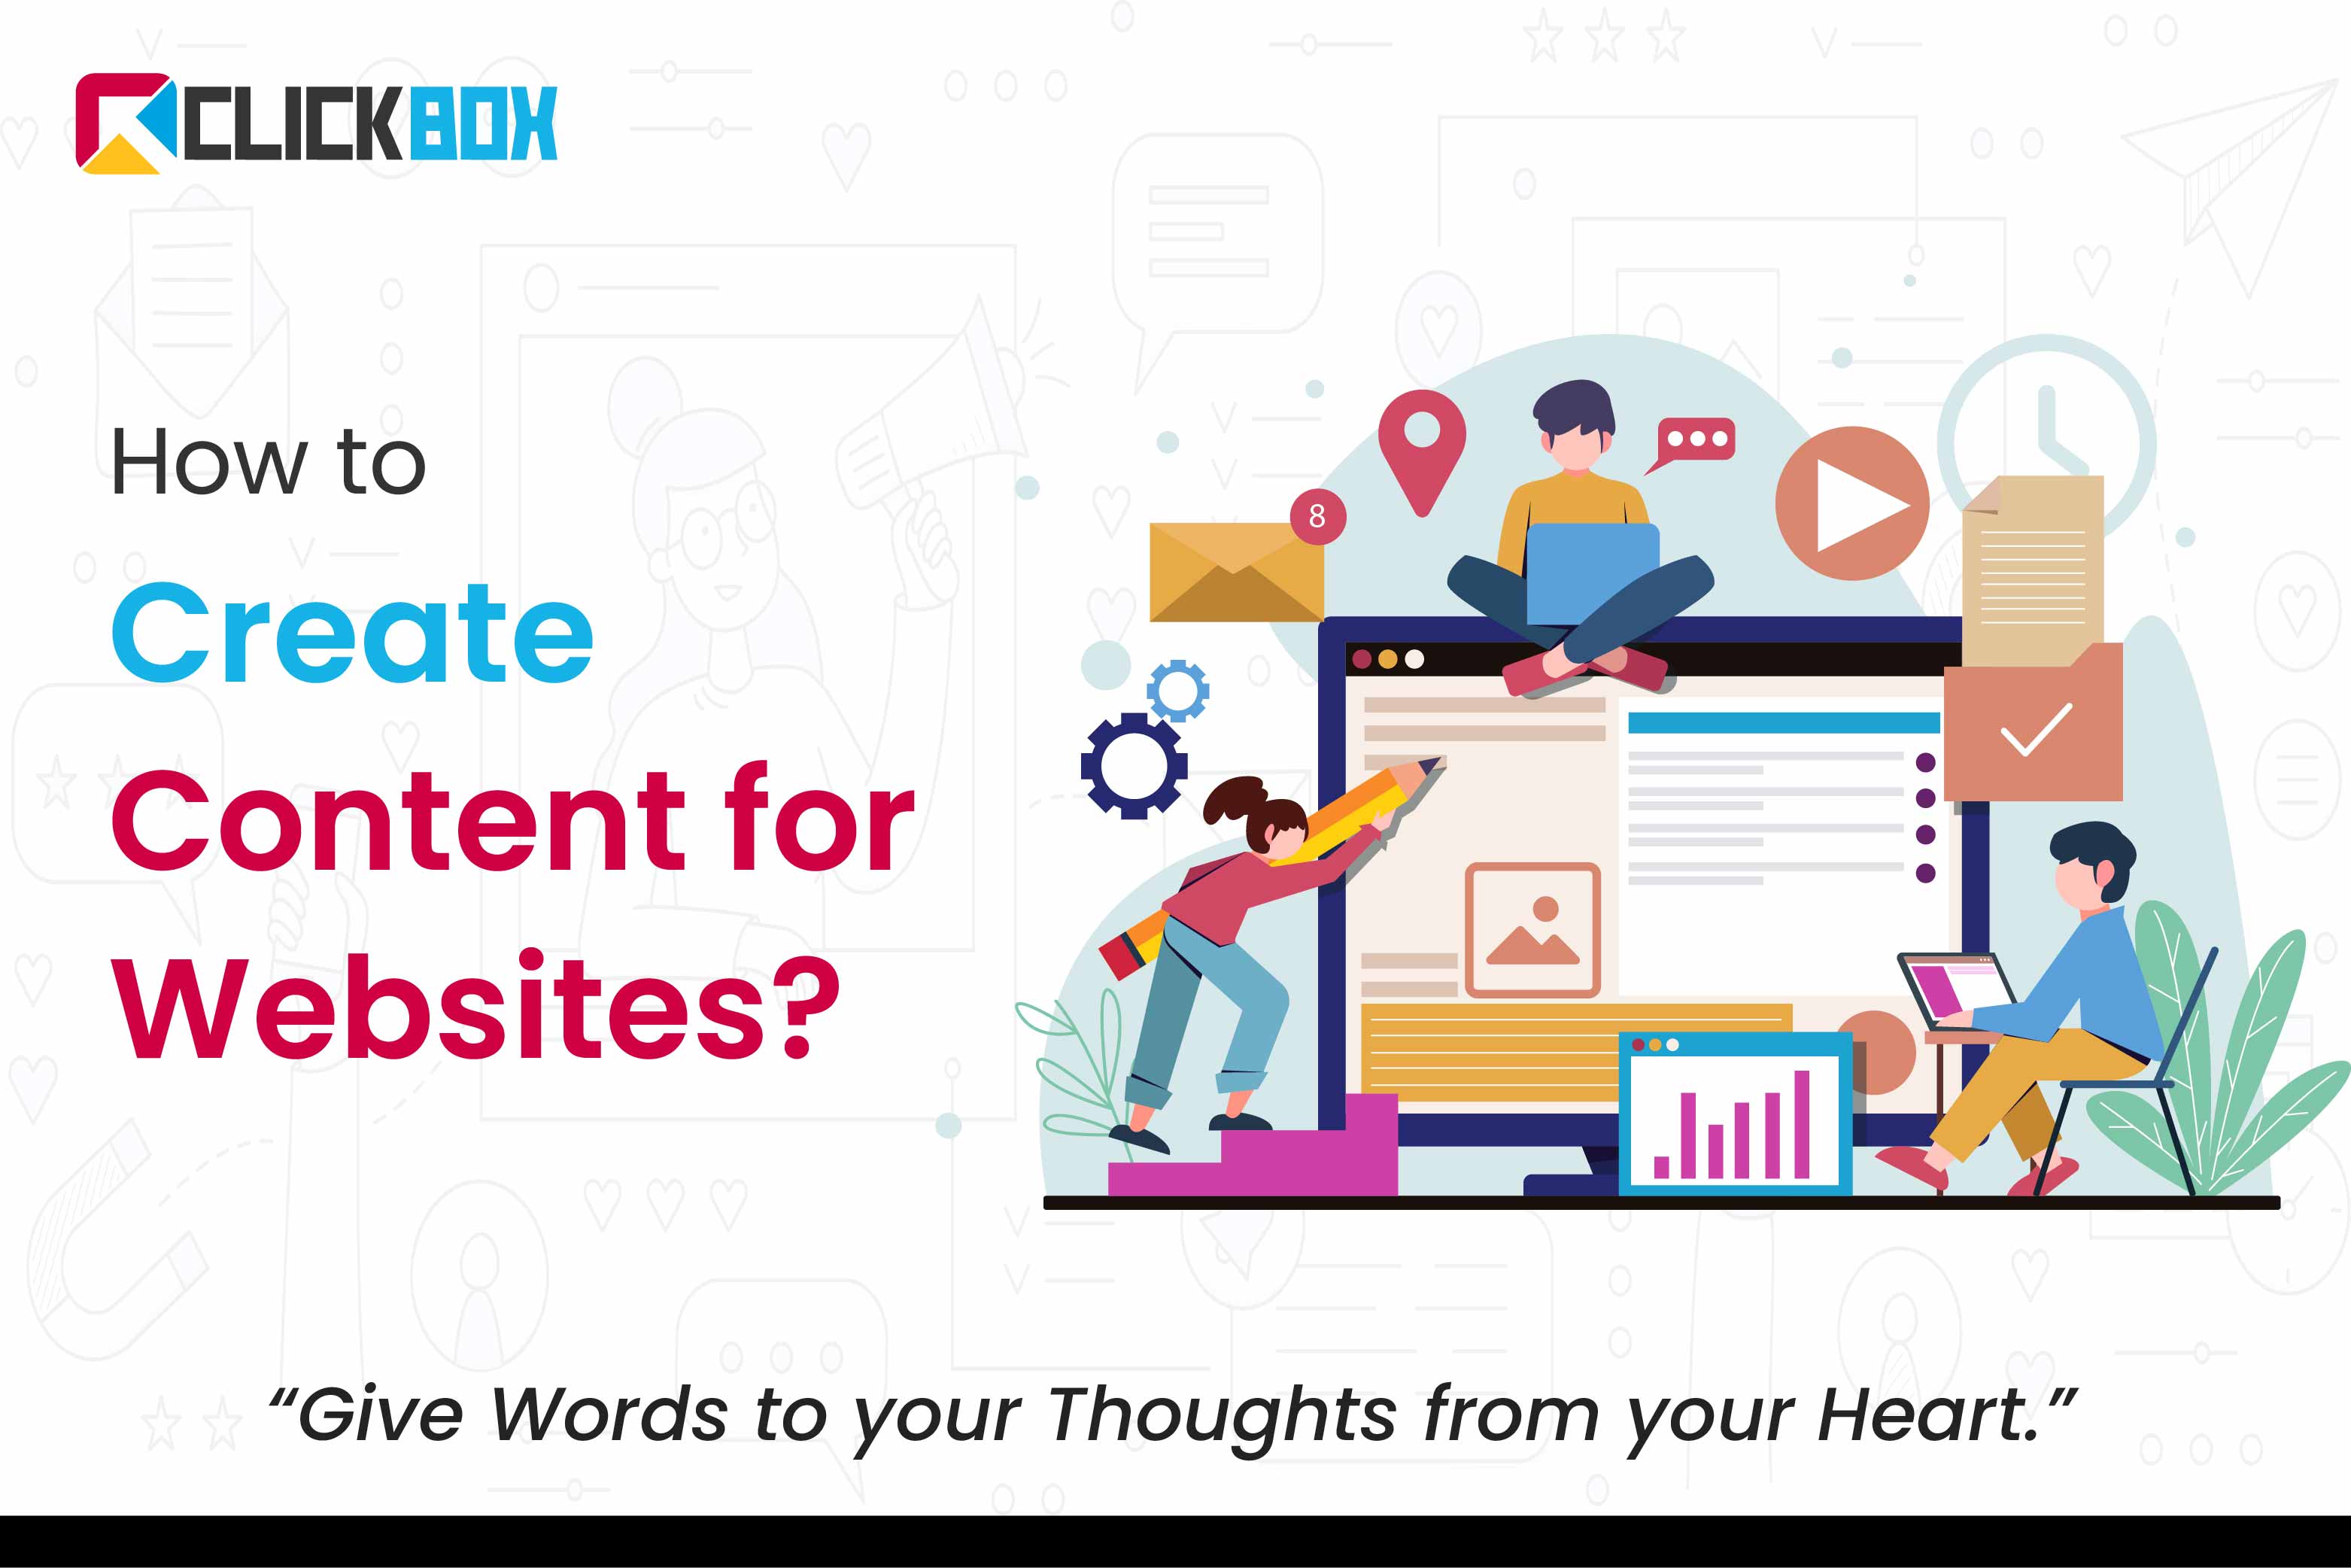 CLICKBOX
How to
Create
Content for
Websites?
8
“Give Words to your Thoughts from your Heart.”